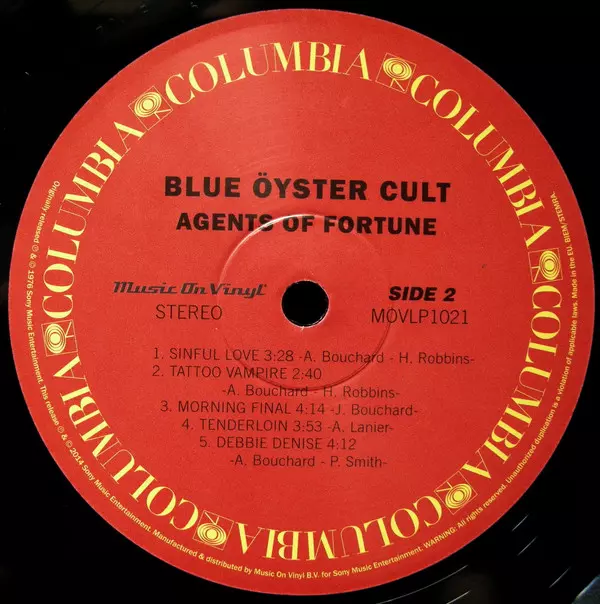 COLUMBIA COLUMBIA COLUMBIA COLUMBIA COLUMBIA COLUMBIA
BLUE ÖYSTER CULT
AGENTS OF FORTUNE
Music On Vinyl
SIDE 2
STEREO
MOVLP1021
1. SINFUL LOVE 3:28 -A. Bouchard - H. Robbins-
2. TATTOO VAMPIRE 2:40
-A. Bouchard - H. Robbins-
3. MORNING FINAL 4:14 -J. Bouchard-
4. TENDERLOIN 3:53 -A. Lanier-
5. DEBBIE DENISE 4:12
-A. Bouchard - P. Smith-
Originally released ℗ & © 1976 Sony Music Entertainment. This release ℗ & © 2014 Sony Music Entertainment. Manufactured & distributed by Music On Vinyl B.V. for Sony Music Entertainment. WARNING: All rights reserved. Unauthorized duplication is a violation of applicable laws. Made in the EU. BIEM/STEMRA.